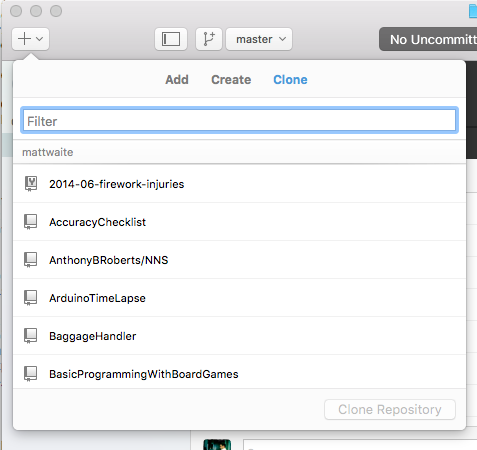 master
No Uncommitt
Add Create Clone
Filter
mattwaite
2014-06-firework-injuries
AccuracyChecklist
AnthonyBRoberts/NNS
ArduinoTimeLapse
BaggageHandler
BasicProgrammingWithBoardGames
Clone Repository